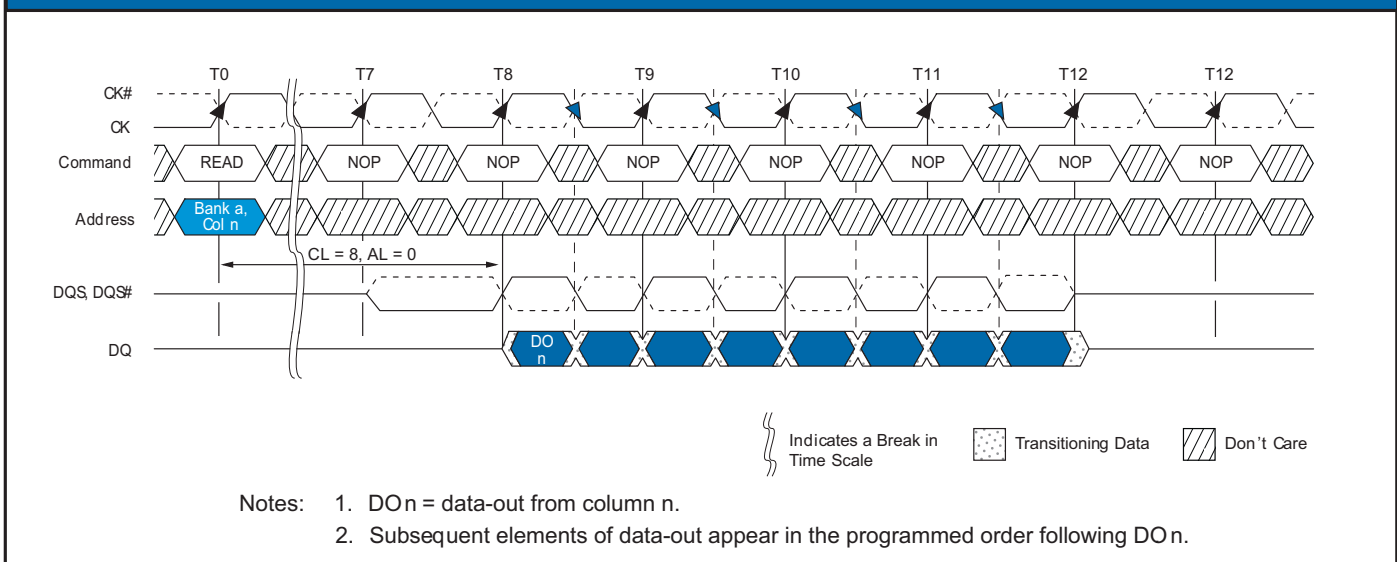 T0 T7 T8 T9 T10 T11 T12 T12
CK#
CK
Command READ NOP NOP NOP NOP NOP NOP NOP
Address Bank a,
Col n
CL = 8, AL = 0
DQS, DQS#
DQ DO
n
Indicates a Break in
Time Scale
Transitioning Data
Don't Care
Notes: 1. DOn = data-out from column n.
2. Subsequent elements of data-out appear in the programmed order following DOn.